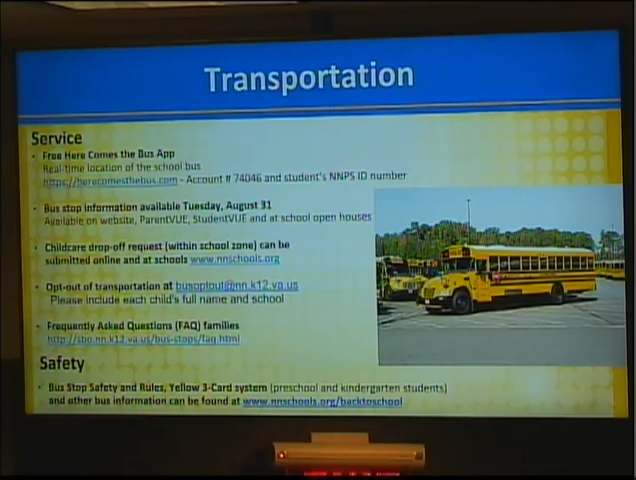 Transportation
Service
• Free Here Comes the Bus App
Real-time location of the school bus
https://herecomesthebus.com - Account # 74046 and student's NNPS ID number
• Bus stop information available Tuesday, August 31
Available on website, ParentVUE, StudentVUE and at school open houses
• Childcare drop-off request (within school zone) can be
submitted online and at schools www.nnschools.org
• Opt-out of transportation at busoptout@nn.k12.va.us
Please include each child's full name and school
• Frequently Asked Questions (FAQ) families
http://sbo.nn.k12.va.us/bus-stops/faq.html
Safety
• Bus Stop Safety and Rules, Yellow 3-Card system (preschool and kindergarten students)
and other bus information can be found at www.nnschools.org/backtoschool